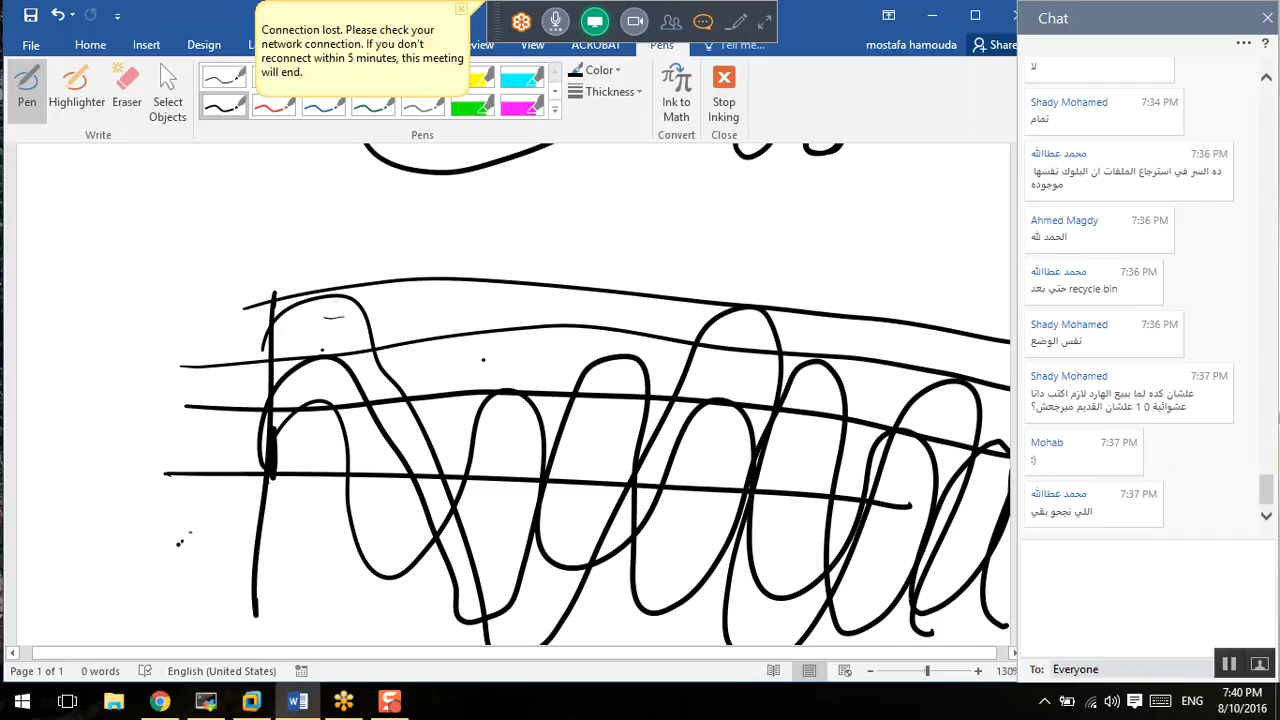 Connection lost. Please check your
network connection. If you don't
reconnect within 5 minutes, this meeting
will end.
mostafa hamouda
File
Home
Insert
Design
ACROBAT
Pens
Tell me...
Share
Pen
Highlighter
Eraser
Select
Objects
Color
Thickness
Ink to
Math
Stop
Inking
Write
Pens
Convert
Close
Chat
لا
Shady Mohamed 7:34 PM
تمام
محمد عطاالله 7:36 PM
ده السر في استرجاع الملفات ان البلوك نفسها
موجوده
Ahmed Magdy 7:36 PM
الحمد لله
محمد عطاالله 7:36 PM
حتي بعد recycle bin
Shady Mohamed 7:36 PM
نفس الوضع
Shady Mohamed 7:37 PM
علشان كده لما ببيع الهارد لازم اكتب داتا
عشوائية 0 1 علشان القديم ميرجعش؟
Mohab 7:37 PM
:)
محمد عطاالله 7:37 PM
اللي نجحو بقي
To: Everyone
Page 1 of 1 0 words English (United States) 130%
ENG
7:40 PM
8/10/2016